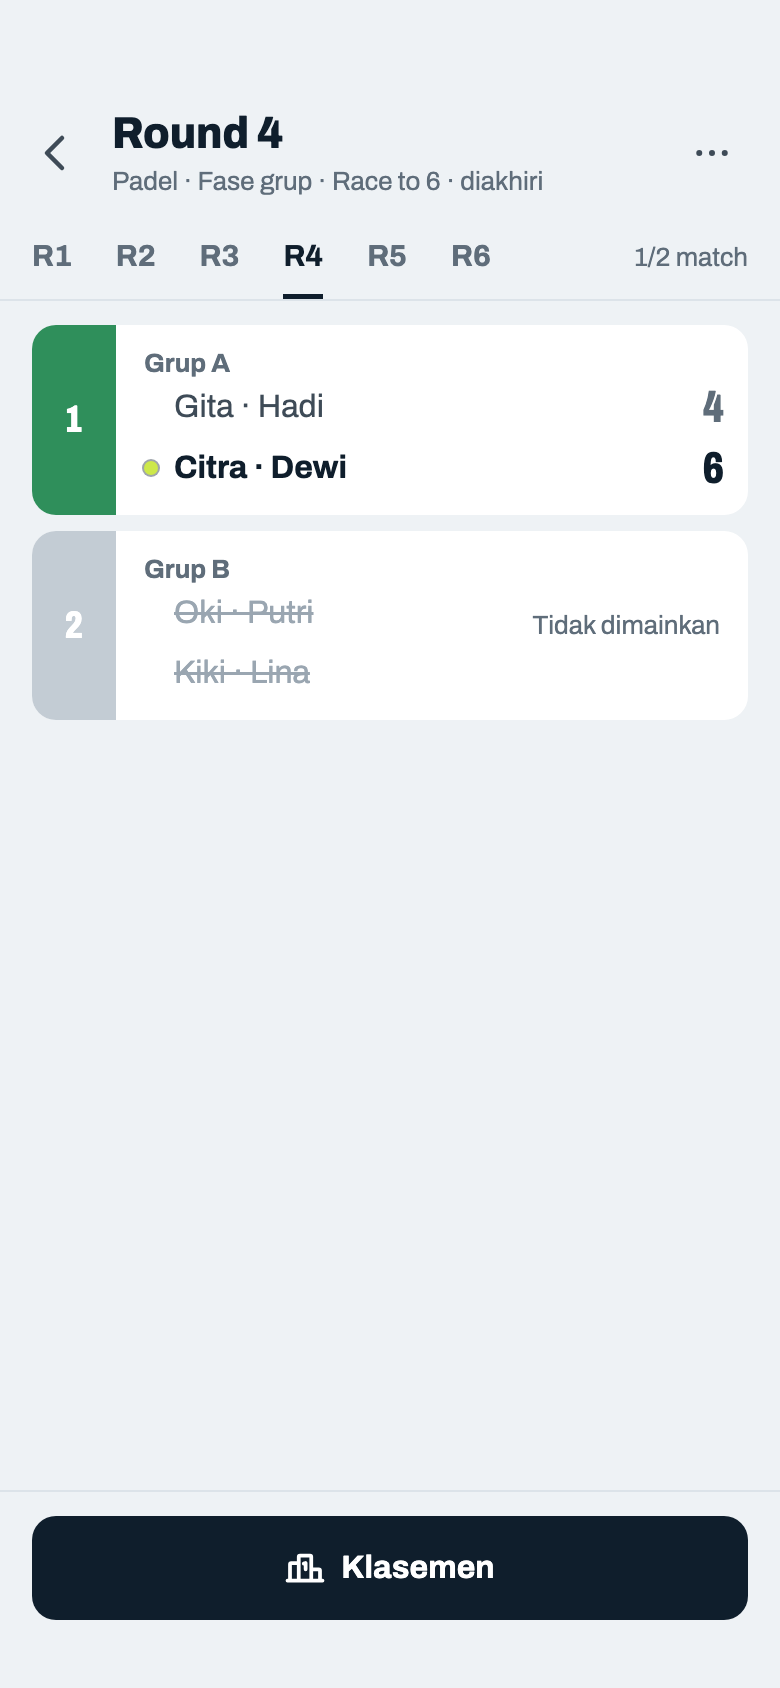 Round 4
Padel · Fase grup · Race to 6 · diakhiri
R1 R2 R3 R4 R5 R6 1/2 match
1
Grup A
Gita · Hadi 4
Citra · Dewi 6
2
Grup B
Oki · Putri
Tidak dimainkan
Kiki · Lina
Klasemen